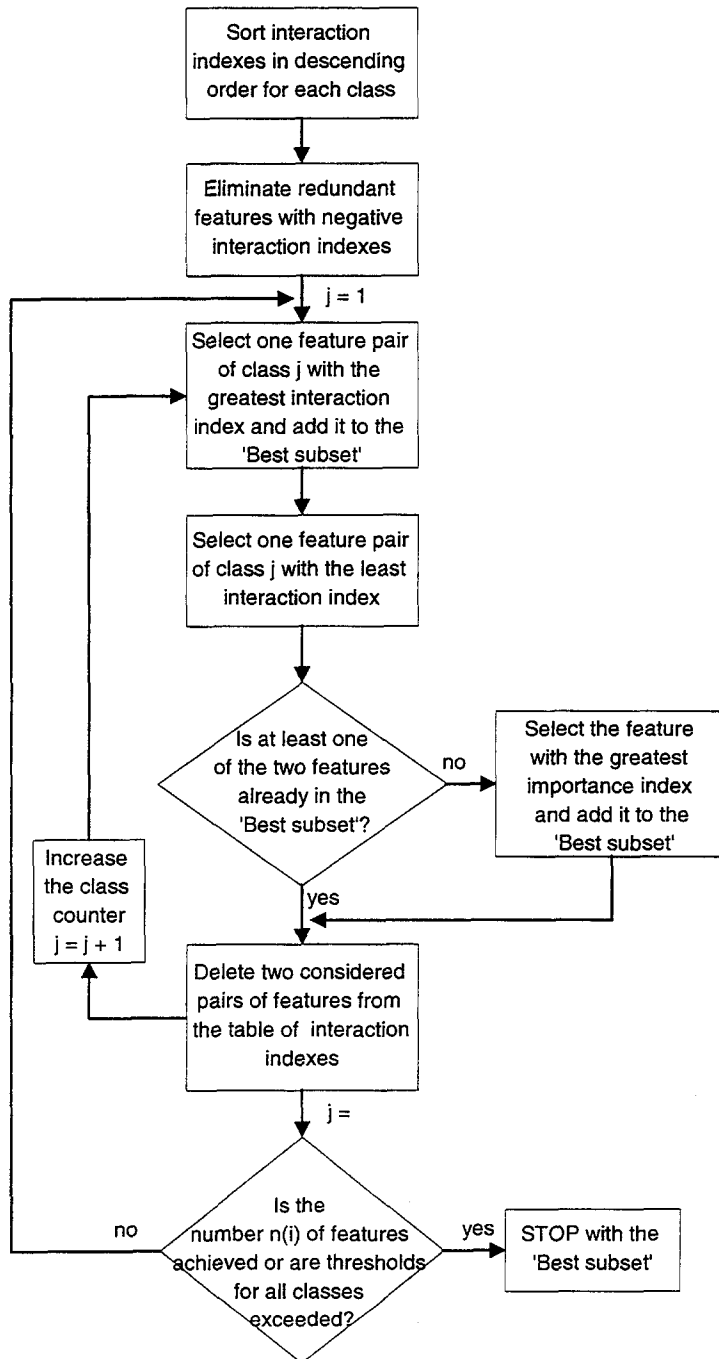 Sort interaction
indexes in descending
order for each class
Eliminate redundant
features with negative
interaction indexes
j = 1
Select one feature pair
of class j with the
greatest interaction
index and add it to the
'Best subset'
Select one feature pair
of class j with the least
interaction index
Is at least one
of the two features
already in the
'Best subset'?
no
Select the feature
with the greatest
importance index
and add it to the
'Best subset'
yes
Increase
the class
counter
j = j + 1
Delete two considered
pairs of features from
the table of interaction
indexes
j =
Is the
number n(i) of features
achieved or are thresholds
for all classes
exceeded?
no
yes
STOP with the
'Best subset'